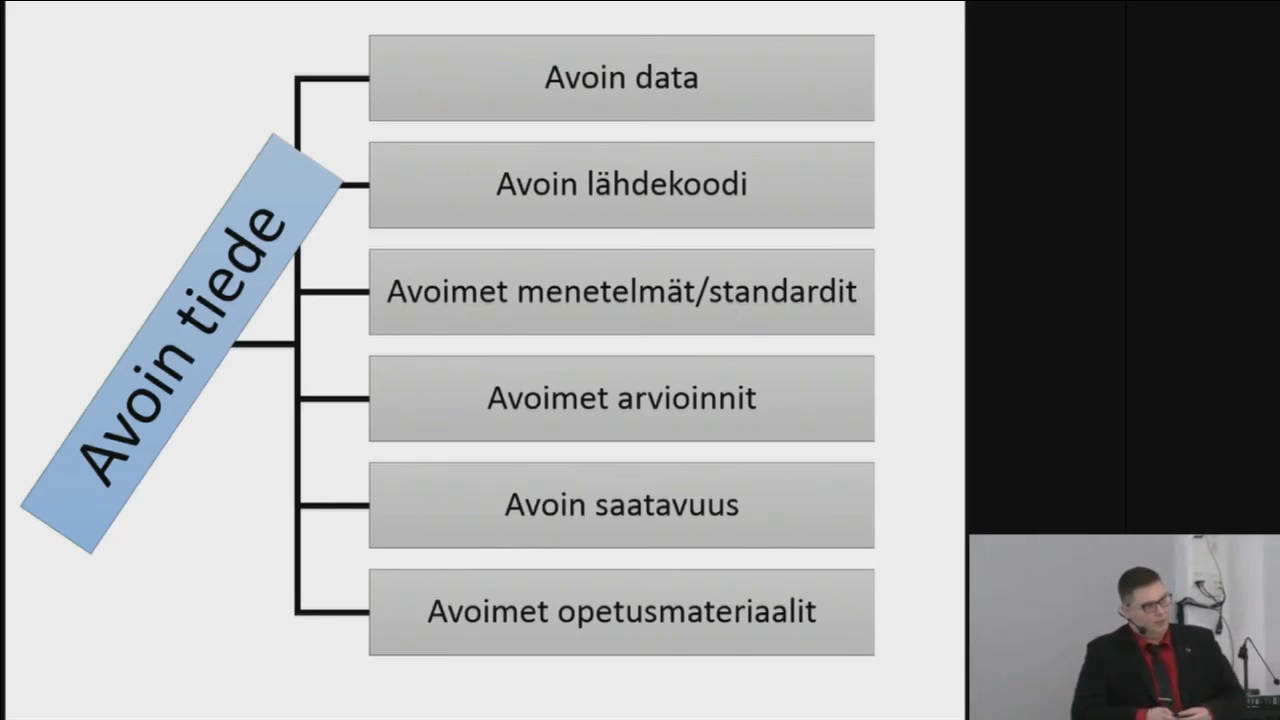 Avoin tiede
Avoin data
Avoin lähdekoodi
Avoimet menetelmät/standardit
Avoimet arvioinnit
Avoin saatavuus
Avoimet opetusmateriaalit